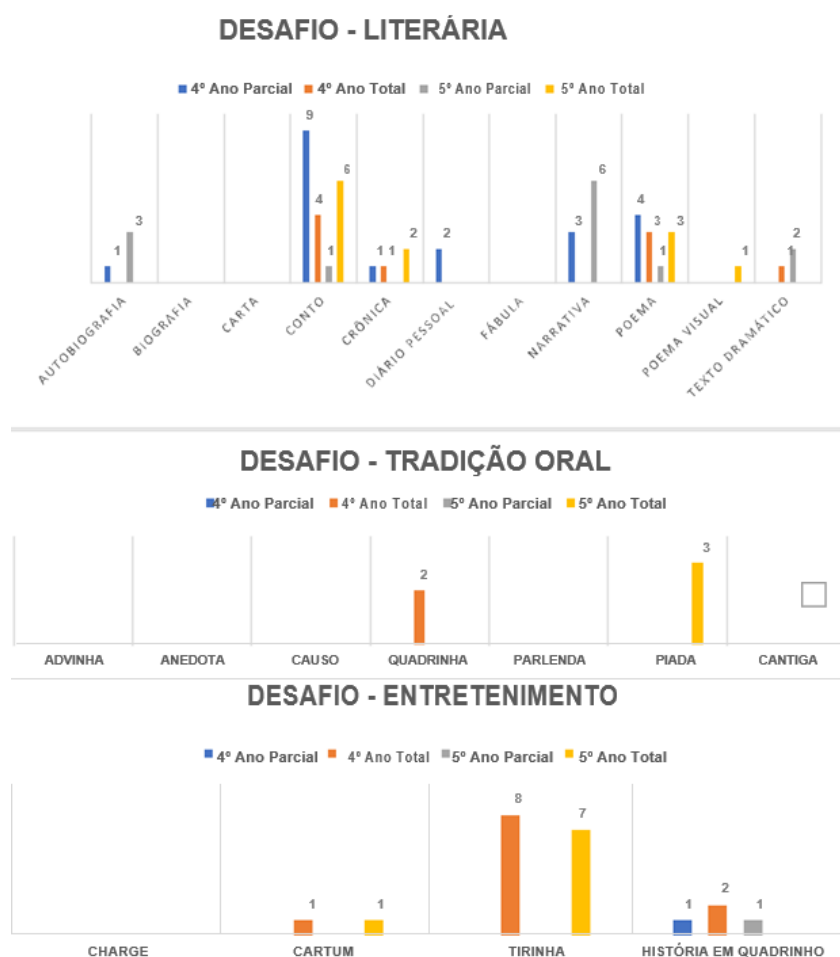 DESAFIO - LITERÁRIA
4º Ano Parcial 4º Ano Total 5º Ano Parcial 5º Ano Total
9
6
6
4
4
3
3
3
3
2
2
2
1
1
1
1
1
1
1
1
AUTOBIOGRAFIA
BIOGRAFIA
CARTA
CONTO
CRÔNICA
DIÁRIO PESSOAL
FÁBULA
NARRATIVA
POEMA
POEMA VISUAL
TEXTO DRAMÁTICO
DESAFIO - TRADIÇÃO ORAL
4º Ano Parcial 4º Ano Total 5º Ano Parcial 5º Ano Total
3
2
ADVINHA ANEDOTA CAUSO QUADRINHA PARLENDA PIADA CANTIGA
DESAFIO - ENTRETENIMENTO
4º Ano Parcial 4º Ano Total 5º Ano Parcial 5º Ano Total
8
7
1 1 1 2 1
CHARGE CARTUM TIRINHA HISTÓRIA EM QUADRINHO